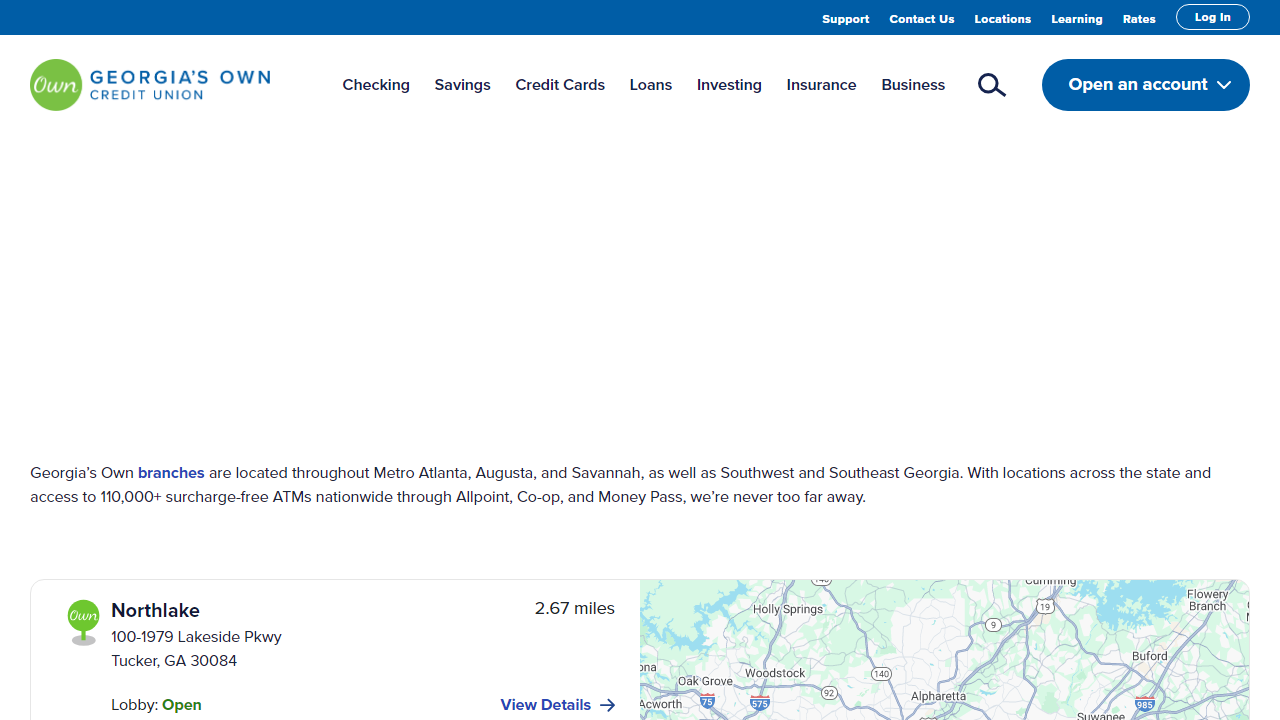 Support Contact Us Locations Learning Rates Log In
Own GEORGIA'S OWN
CREDIT UNION
Checking Savings Credit Cards Loans Investing Insurance Business Open an account
Georgia’s Own branches are located throughout Metro Atlanta, Augusta, and Savannah, as well as Southwest and Southeast Georgia. With locations across the state and
access to 110,000+ surcharge-free ATMs nationwide through Allpoint, Co-op, and Money Pass, we’re never too far away.
Own Northlake 2.67 miles
100-1979 Lakeside Pkwy
Tucker, GA 30084
Lobby: Open View Details
Cumming
Holly Springs
Flowery
Branch
19
9
Buford
Woodstock
140
Oak Grove
92
Alpharetta
Acworth
75
575
985
Suwanee